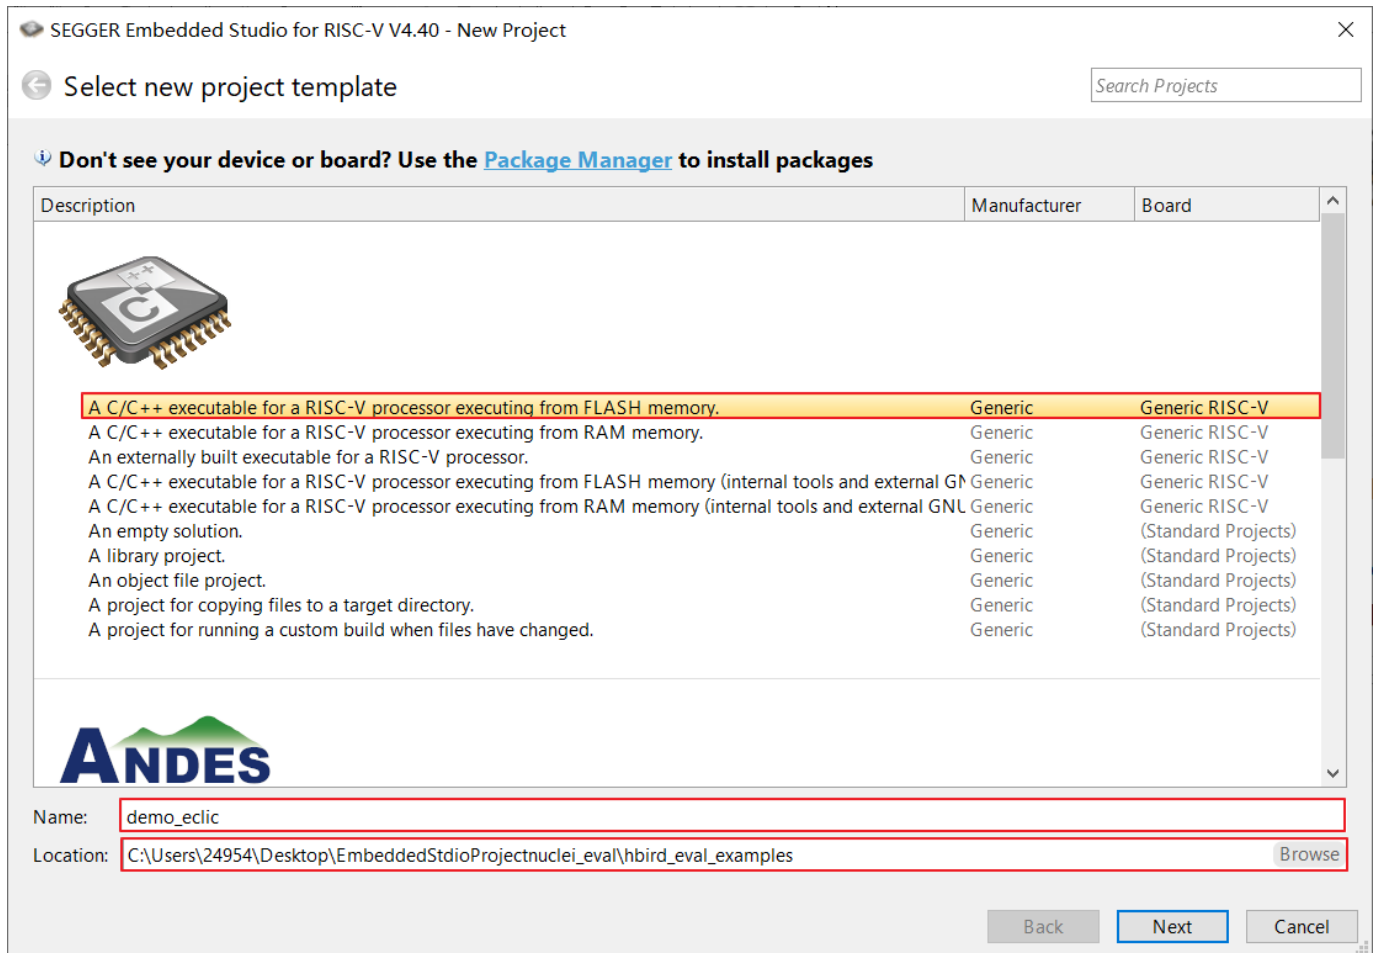 SEGGER Embedded Studio for RISC-V V4.40 - New Project
Select new project template
Search Projects
Don't see your device or board? Use the Package Manager to install packages
Description Manufacturer Board
++
C
A C/C++ executable for a RISC-V processor executing from FLASH memory. Generic Generic RISC-V
A C/C++ executable for a RISC-V processor executing from RAM memory. Generic Generic RISC-V
An externally built executable for a RISC-V processor. Generic Generic RISC-V
A C/C++ executable for a RISC-V processor executing from FLASH memory (internal tools and external GN Generic Generic RISC-V
A C/C++ executable for a RISC-V processor executing from RAM memory (internal tools and external GNU Generic Generic RISC-V
An empty solution. Generic (Standard Projects)
A library project. Generic (Standard Projects)
An object file project. Generic (Standard Projects)
A project for copying files to a target directory. Generic (Standard Projects)
A project for running a custom build when files have changed. Generic (Standard Projects)
ANDES
Name: demo_eclic
Location: C:\Users\24954\Desktop\EmbeddedStdioProjectnuclei_eval\hbird_eval_examples Browse
Back Next Cancel